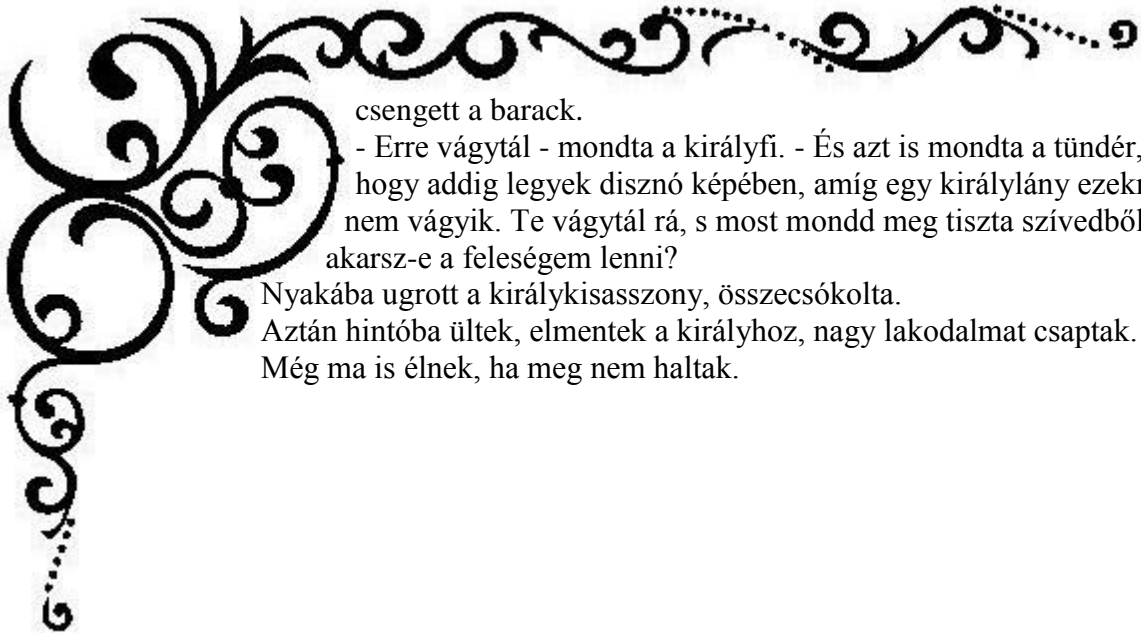 csengett a barack.
- Erre vágytál - mondta a királyfi. - És azt is mondta a tündér,
hogy addig legyek disznó képében, amíg egy királylány
nem vágyik. Te vágytál rá, s most mondd meg tiszta szívedből
akarsz-e a feleségem lenni?
Nyakába ugrott a királykisasszony, összecsókolta.
Aztán hintóba ültek, elmentek a királyhoz, nagy lakodalmat csaptak.
Még ma is élnek, ha meg nem haltak.